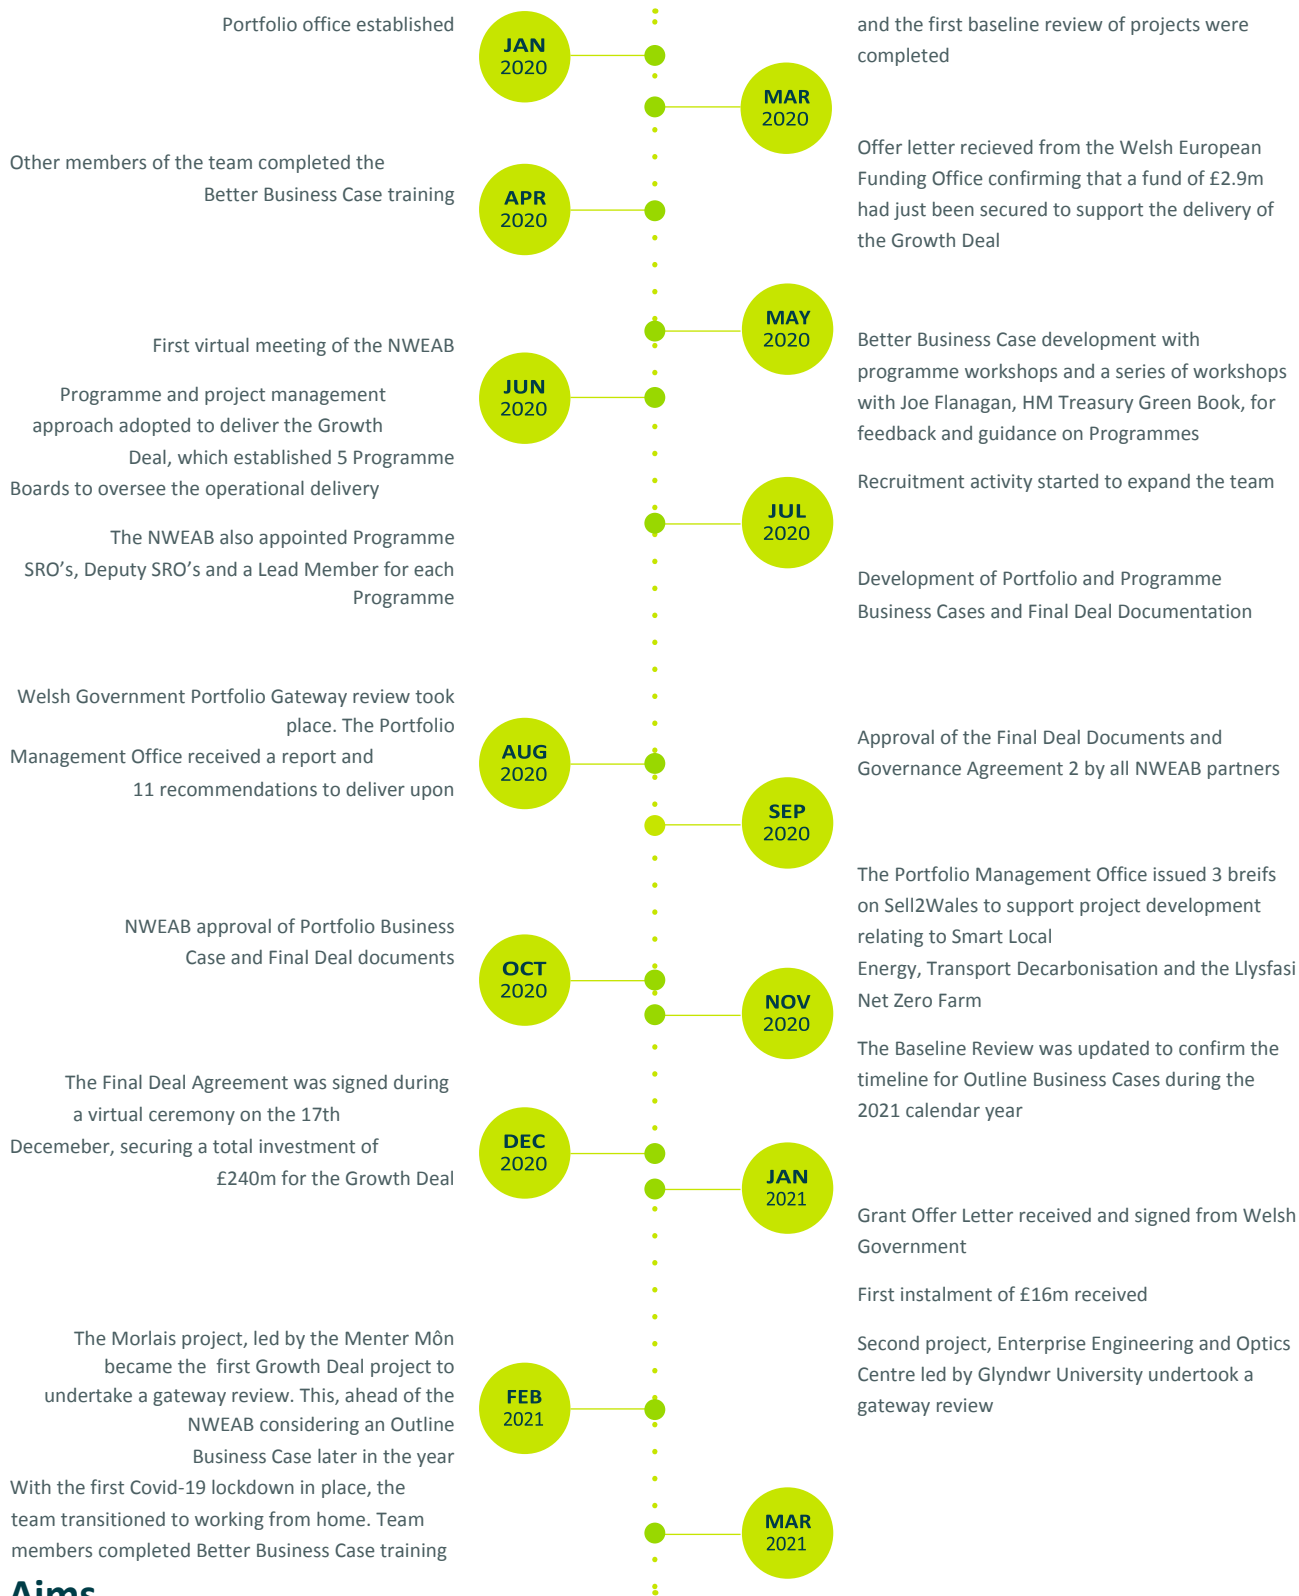 Portfolio office established
JAN
2020
and the first baseline review of projects were
completed
MAR
2020
Other members of the team completed the
Better Business Case training
APR
2020
Offer letter recieved from the Welsh European
Funding Office confirming that a fund of £2.9m
had just been secured to support the delivery of
the Growth Deal
MAY
2020
First virtual meeting of the NWEAB
Programme and project management
approach adopted to deliver the Growth
Deal, which established 5 Programme
Boards to oversee the operational delivery
The NWEAB also appointed Programme
SRO's, Deputy SRO's and a Lead Member for each
Programme
JUN
2020
Better Business Case development with
programme workshops and a series of workshops
with Joe Flanagan, HM Treasury Green Book, for
feedback and guidance on Programmes
Recruitment activity started to expand the team
JUL
2020
Development of Portfolio and Programme
Business Cases and Final Deal Documentation
Welsh Government Portfolio Gateway review took
place. The Portfolio
Management Office received a report and
11 recommendations to deliver upon
AUG
2020
Approval of the Final Deal Documents and
Governance Agreement 2 by all NWEAB partners
SEP
2020
NWEAB approval of Portfolio Business
Case and Final Deal documents
OCT
2020
The Portfolio Management Office issued 3 breifs
on Sell2Wales to support project development
relating to Smart Local
Energy, Transport Decarbonisation and the Llysfasi
Net Zero Farm
NOV
2020
The Baseline Review was updated to confirm the
timeline for Outline Business Cases during the
2021 calendar year
The Final Deal Agreement was signed during
a virtual ceremony on the 17th
Decemeber, securing a total investment of
£240m for the Growth Deal
DEC
2020
JAN
2021
Grant Offer Letter received and signed from Welsh
Government
First instalment of £16m received
Second project, Enterprise Engineering and Optics
Centre led by Glyndwr University undertook a
gateway review
The Morlais project, led by the Menter Môn
became the first Growth Deal project to
undertake a gateway review. This, ahead of the
NWEAB considering an Outline
Business Case later in the year
FEB
2021
With the first Covid-19 lockdown in place, the
team transitioned to working from home. Team
members completed Better Business Case training
MAR
2021
Aims